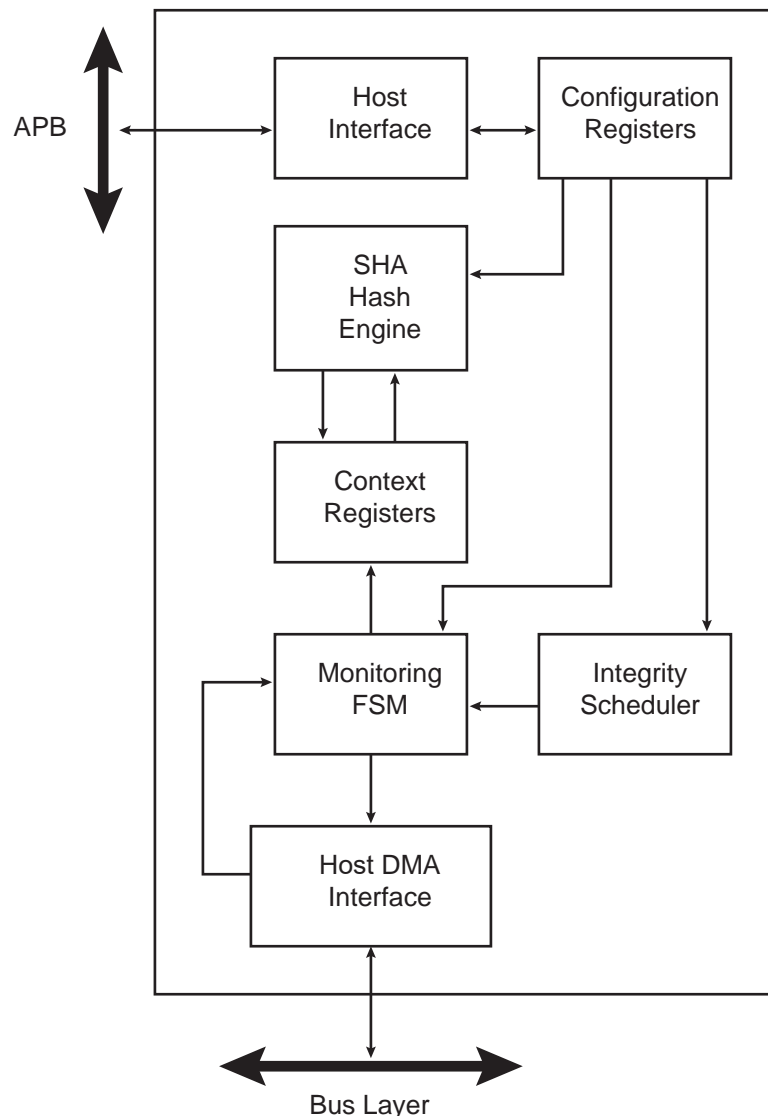 APB
Host
Interface
Configuration
Registers
SHA
Hash
Engine
Context
Registers
Monitoring
FSM
Integrity
Scheduler
Host DMA
Interface
Bus Layer